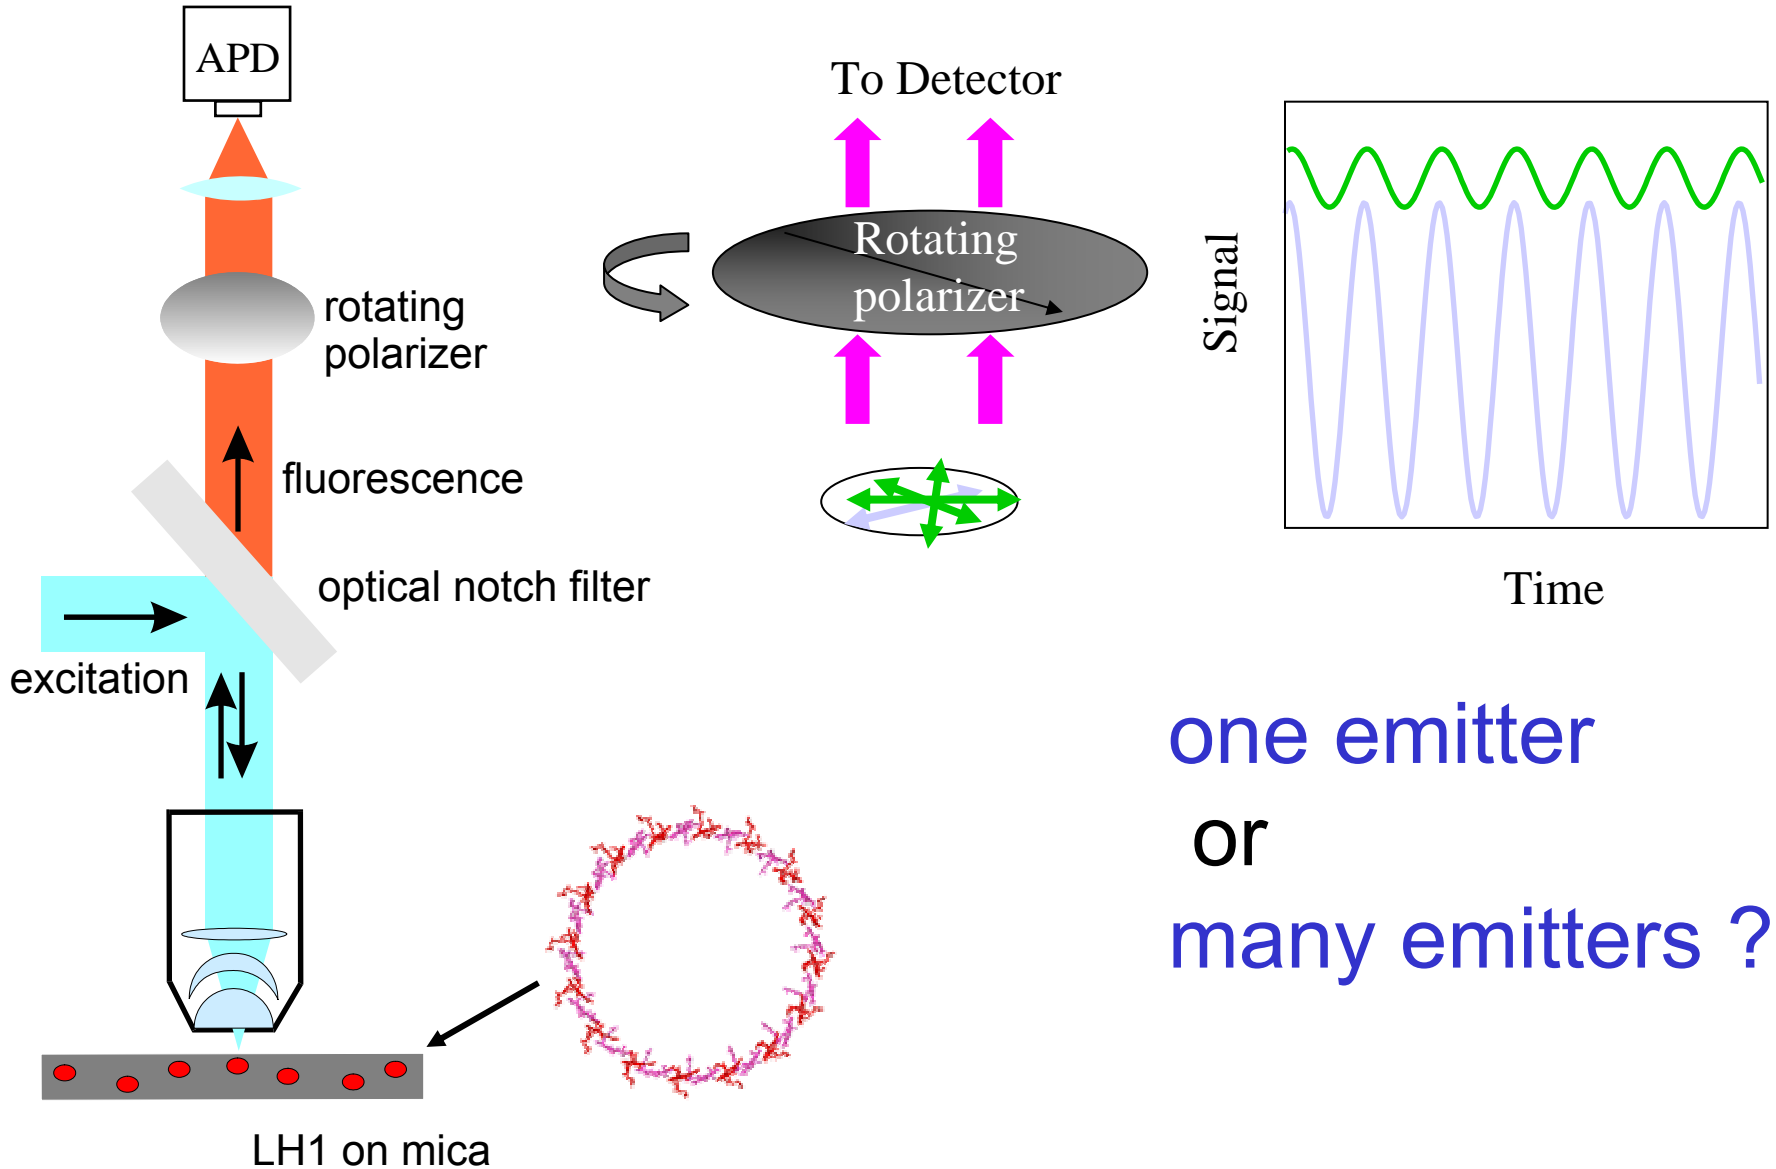 APD
To Detector
Rotating
polarizer
Signal
rotating
polarizer
fluorescence
optical notch filter
Time
excitation
one emitter
or
many emitters ?
LH1 on mica